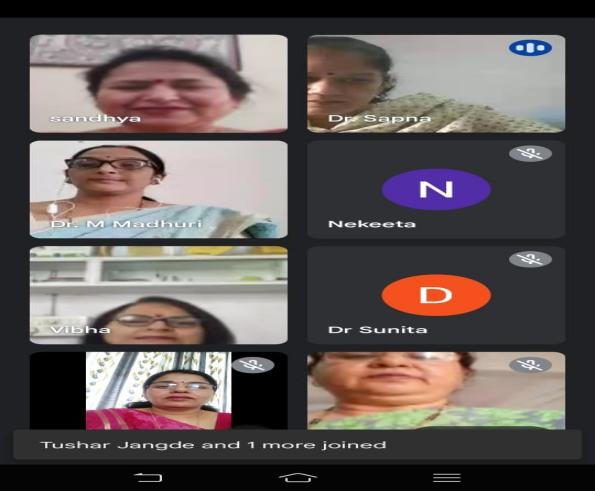 sandhya
Dr. Sapna
Dr. M Madhuri
N
Nekeeta
Vibha
D
Dr Sunita
Tushar Jangde and 1 more joined